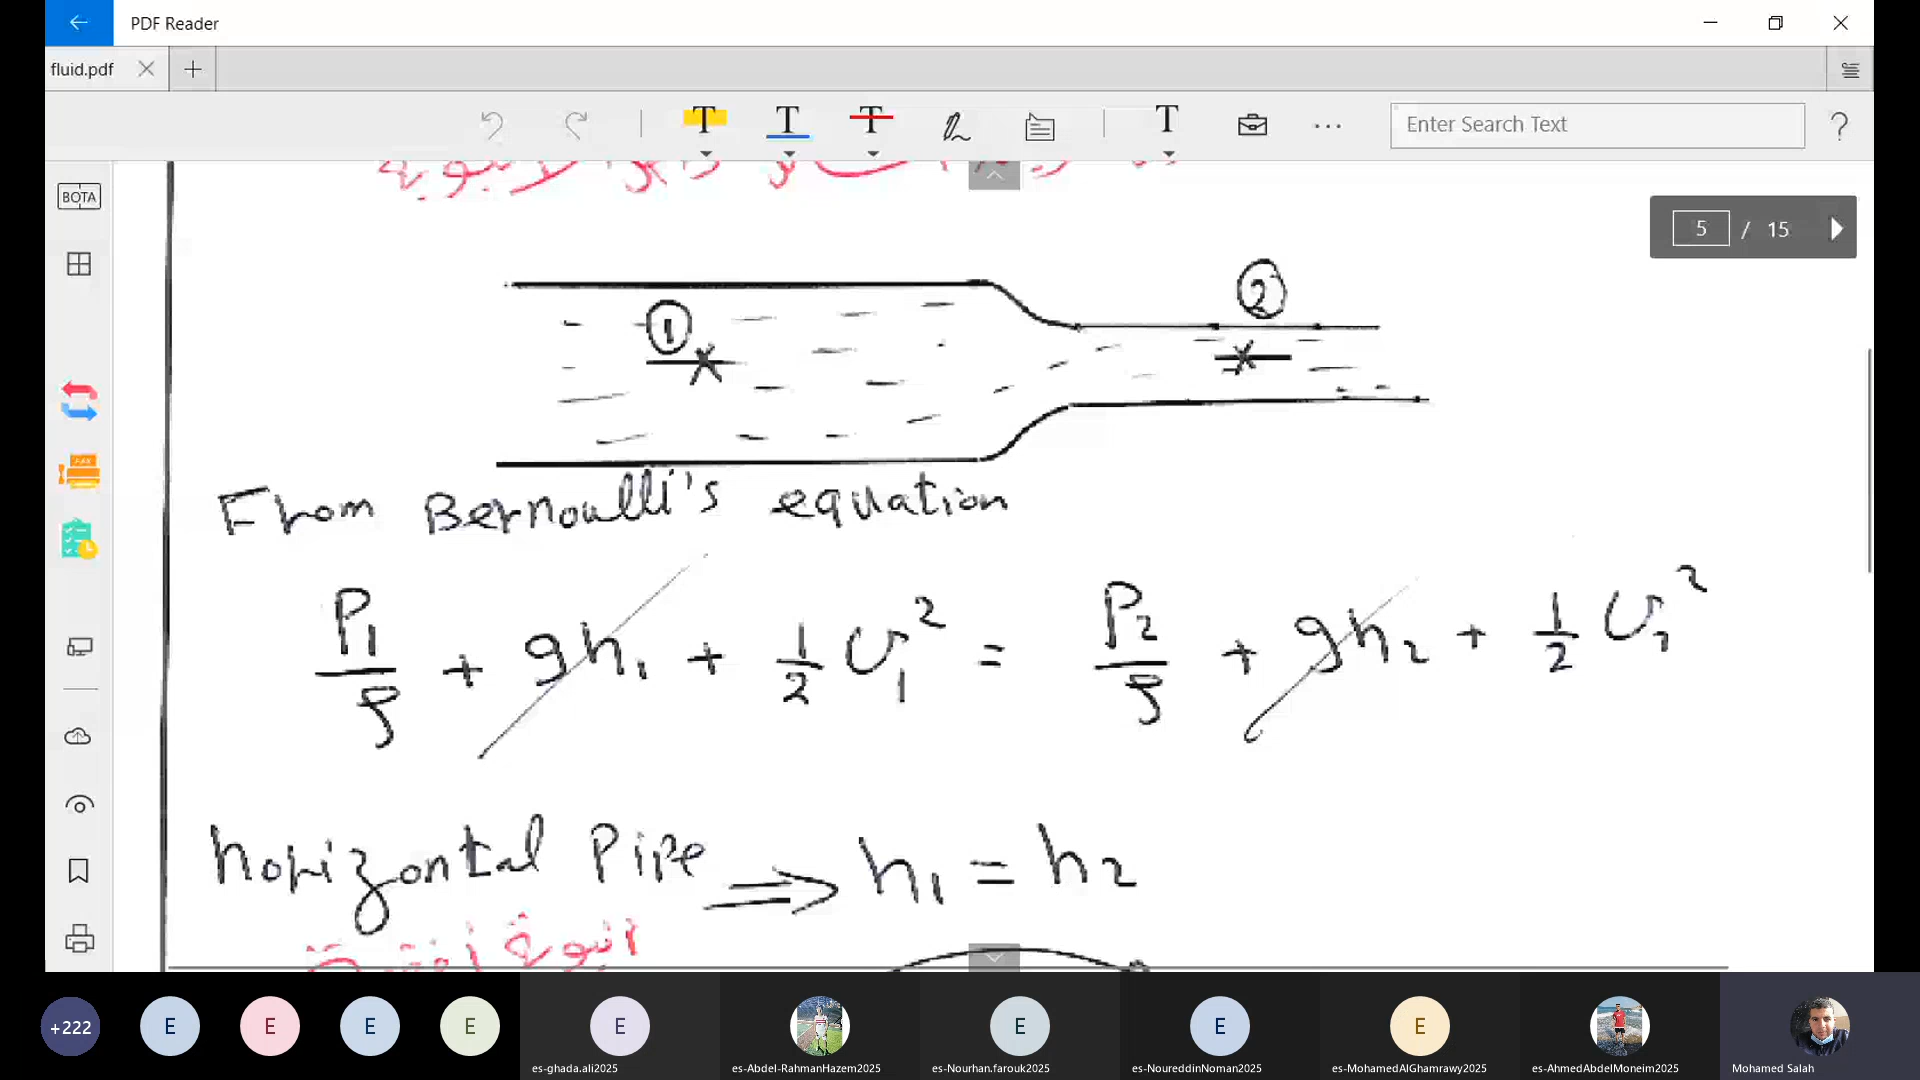 PDF Reader
fluid.pdf
Enter Search Text
?
BOTA
5 / 15
①
②
From Bernoulli's equation
P₁/ρ + gh₁ + 1/2 v₁² = P₂/ρ + gh₂ + 1/2 v₂²
horizontal Pipe ⇒ h₁ = h₂
+222
E
E
E
E
E
E
E
E
es-ghada.ali2025
es-Abdel-RahmanHazem2025
es-Nourhan.farouk2025
es-NoureddinNoman2025
es-MohamedAlGhamrawy2025
es-AhmedAbdelMoneim2025
Mohamed Salah